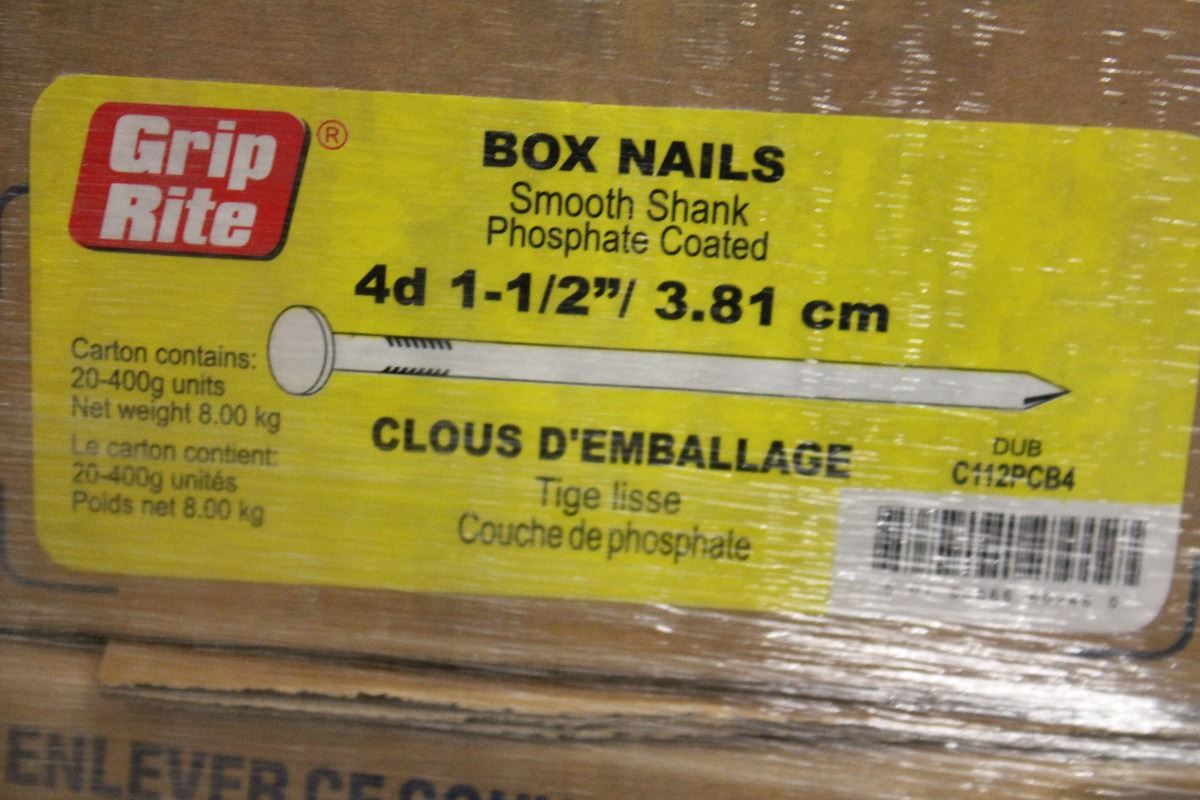 Grip
Rite ®
BOX NAILS
Smooth Shank
Phosphate Coated
4d 1-1/2”/ 3.81 cm
Carton contains:
20-400g units
Net weight 8.00 kg
Le carton contient:
20-400g unités
Poids net 8.00 kg
CLOUS D'EMBALLAGE
Tige lisse
Couche de phosphate
DUB
C112PCB4
ENLEVER CE